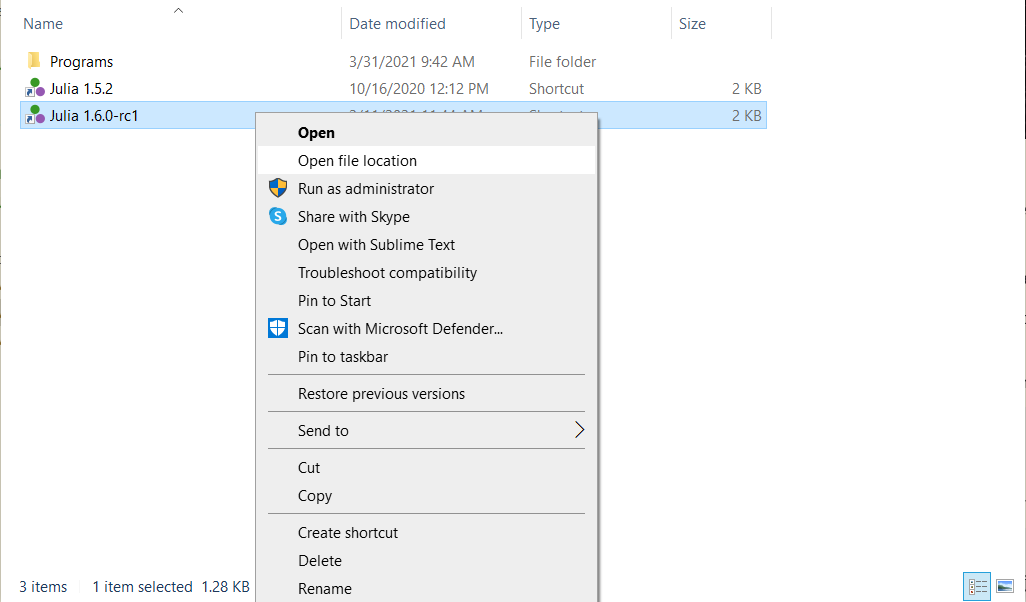 Name Date modified Type Size
Programs 3/31/2021 9:42 AM File folder
Julia 1.5.2 10/16/2020 12:12 PM Shortcut 2 KB
Julia 1.6.0-rc1 2 KB
Open
Open file location
Run as administrator
S Share with Skype
Open with Sublime Text
Troubleshoot compatibility
Pin to Start
Scan with Microsoft Defender...
Pin to taskbar
Restore previous versions
Send to
Cut
Copy
Create shortcut
Delete
Rename
3 items 1 item selected 1.28 KB